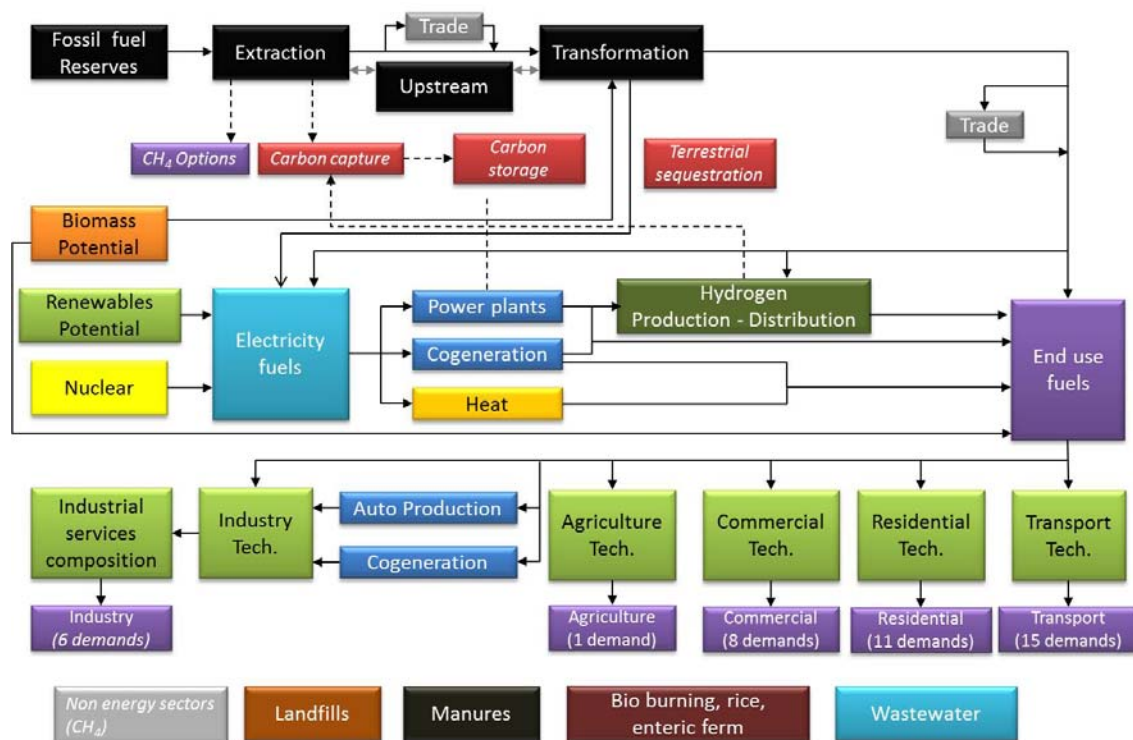 Fossil fuel
Reserves
Extraction
Trade
Transformation
Upstream
Trade
CH₄ Options
Carbon capture
Carbon
storage
Terrestrial
sequestration
Biomass
Potential
Renewables
Potential
Nuclear
Electricity
fuels
Power plants
Cogeneration
Heat
Hydrogen
Production - Distribution
End use
fuels
Industrial
services
composition
Industry
Tech.
Auto Production
Cogeneration
Agriculture
Tech.
Commercial
Tech.
Residential
Tech.
Transport
Tech.
Industry
(6 demands)
Agriculture
(1 demand)
Commercial
(8 demands)
Residential
(11 demands)
Transport
(15 demands)
Non energy sectors
(CH₄)
Landfills
Manures
Bio burning, rice,
enteric ferm
Wastewater